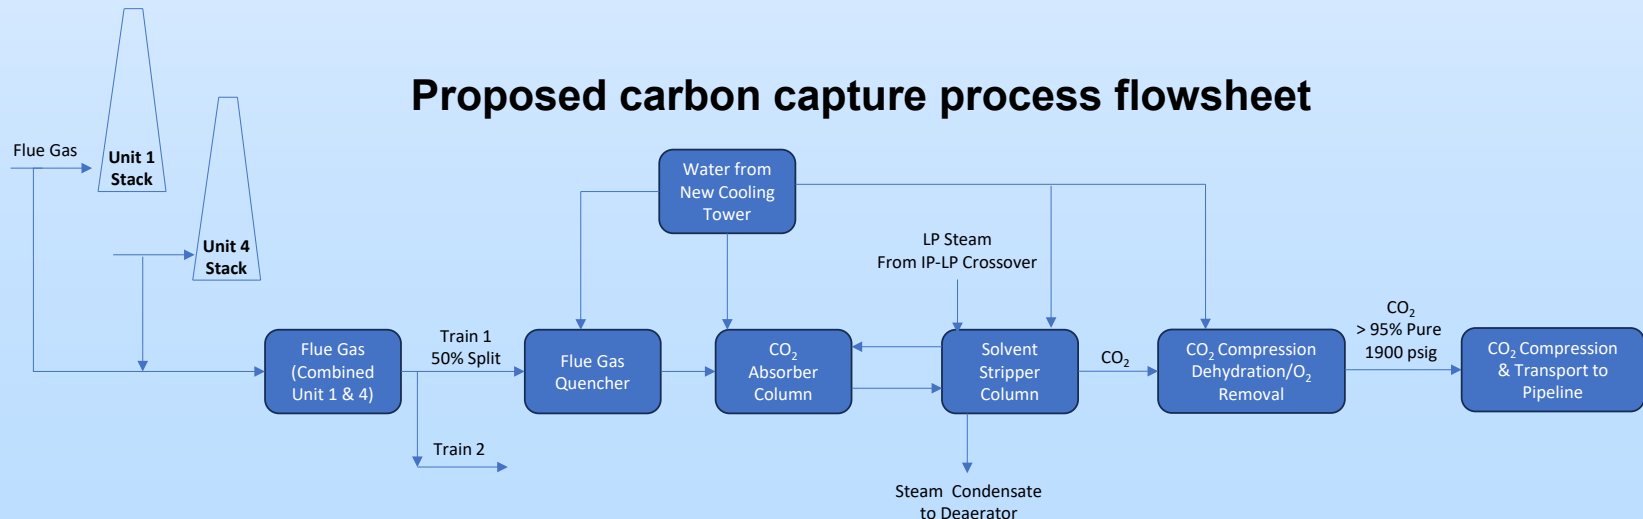 Proposed carbon capture process flowsheet
Flue Gas
Unit 1
Stack
Unit 4
Stack
Water from
New Cooling
Tower
LP Steam
From IP-LP Crossover
Flue Gas
(Combined
Unit 1 & 4)
Train 1
50% Split
Train 2
Flue Gas
Quencher
CO₂
Absorber
Column
Solvent
Stripper
Column
Steam Condensate
to Deaerator
CO₂
CO₂ Compression
Dehydration/O₂
Removal
CO₂
> 95% Pure
1900 psig
CO₂ Compression
& Transport to
Pipeline